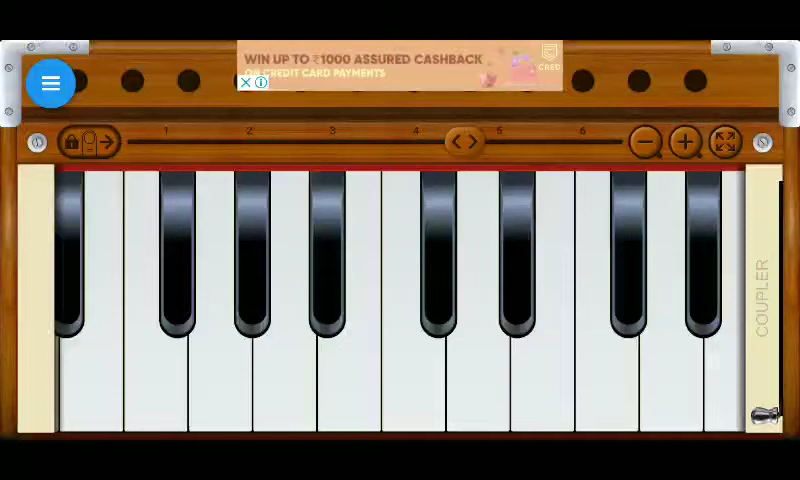 WIN UP TO ₹1000 ASSURED CASHBACK
ON CREDIT CARD PAYMENTS
CRED
1 2 3 4 5 6
COUPLER